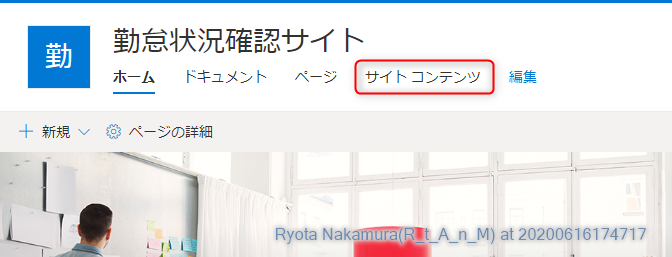 勤
勤怠状況確認サイト
ホーム ドキュメント ページ サイト コンテンツ 編集
新規 ページの詳細
Ryota Nakamura(R_t_A_n_M) at 20200616174717